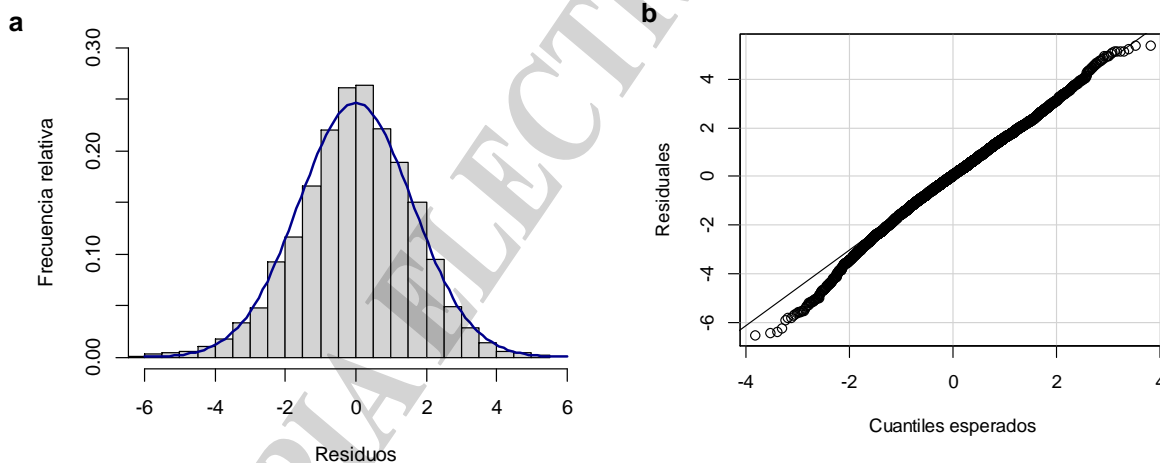 a
0.30
0.20
0.10
0.00
Frecuencia relativa
-6 -4 -2 0 2 4 6
Residuos
b
4
2
0
-2
-4
-6
Residuales
-4 -2 0 2 4
Cuantiles esperados